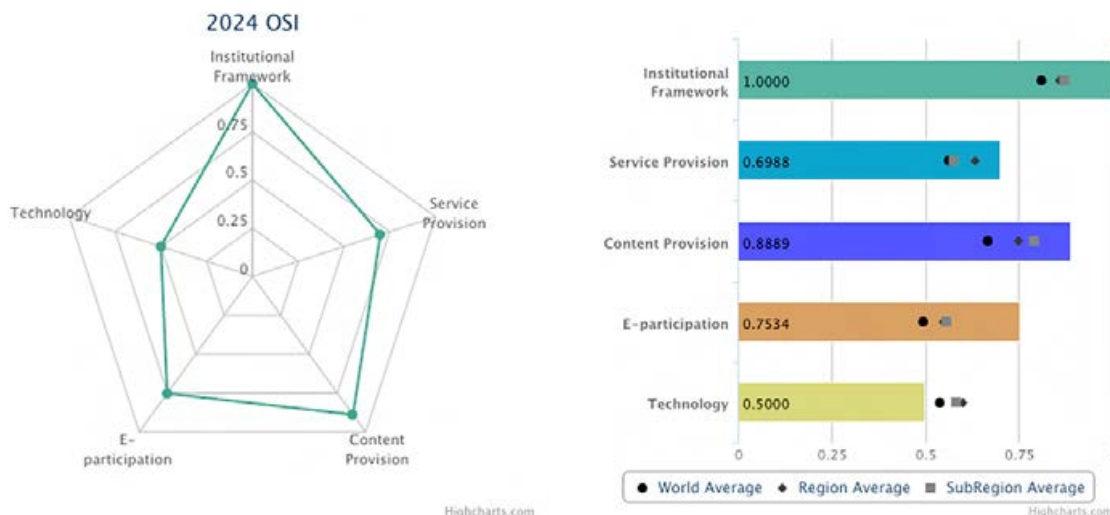 2024 OSI
Institutional
Framework
0.75
0.5
0.25
0
Technology
Service
Provision
E-
participation
Content
Provision
Highcharts.com
Institutional
Framework
1.0000
Service Provision
0.6988
Content Provision
0.8889
E-participation
0.7534
Technology
0.5000
0
0.25
0.5
0.75
World Average
Region Average
SubRegion Average
Highcharts.com